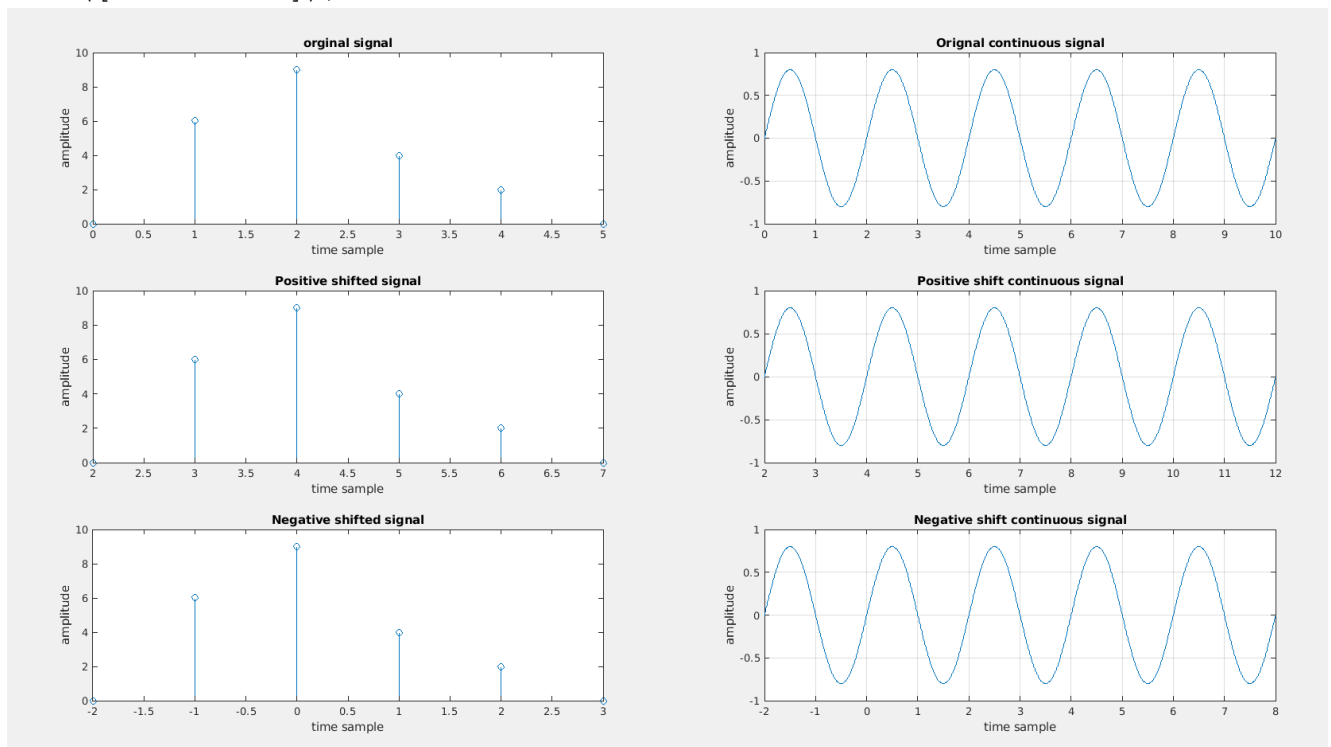 orginal signal
10
8
6
4
2
0
amplitude
0 0.5 1 1.5 2 2.5 3 3.5 4 4.5 5
time sample
Orignal continuous signal
1
0.5
0
-0.5
-1
amplitude
0 1 2 3 4 5 6 7 8 9 10
time sample
Positive shifted signal
10
8
6
4
2
0
amplitude
2 2.5 3 3.5 4 4.5 5 5.5 6 6.5 7
time sample
Positive shift continuous signal
1
0.5
0
-0.5
-1
amplitude
2 3 4 5 6 7 8 9 10 11 12
time sample
Negative shifted signal
10
8
6
4
2
0
amplitude
-2 -1.5 -1 -0.5 0 0.5 1 1.5 2 2.5 3
time sample
Negative shift continuous signal
1
0.5
0
-0.5
-1
amplitude
-2 -1 0 1 2 3 4 5 6 7 8
time sample